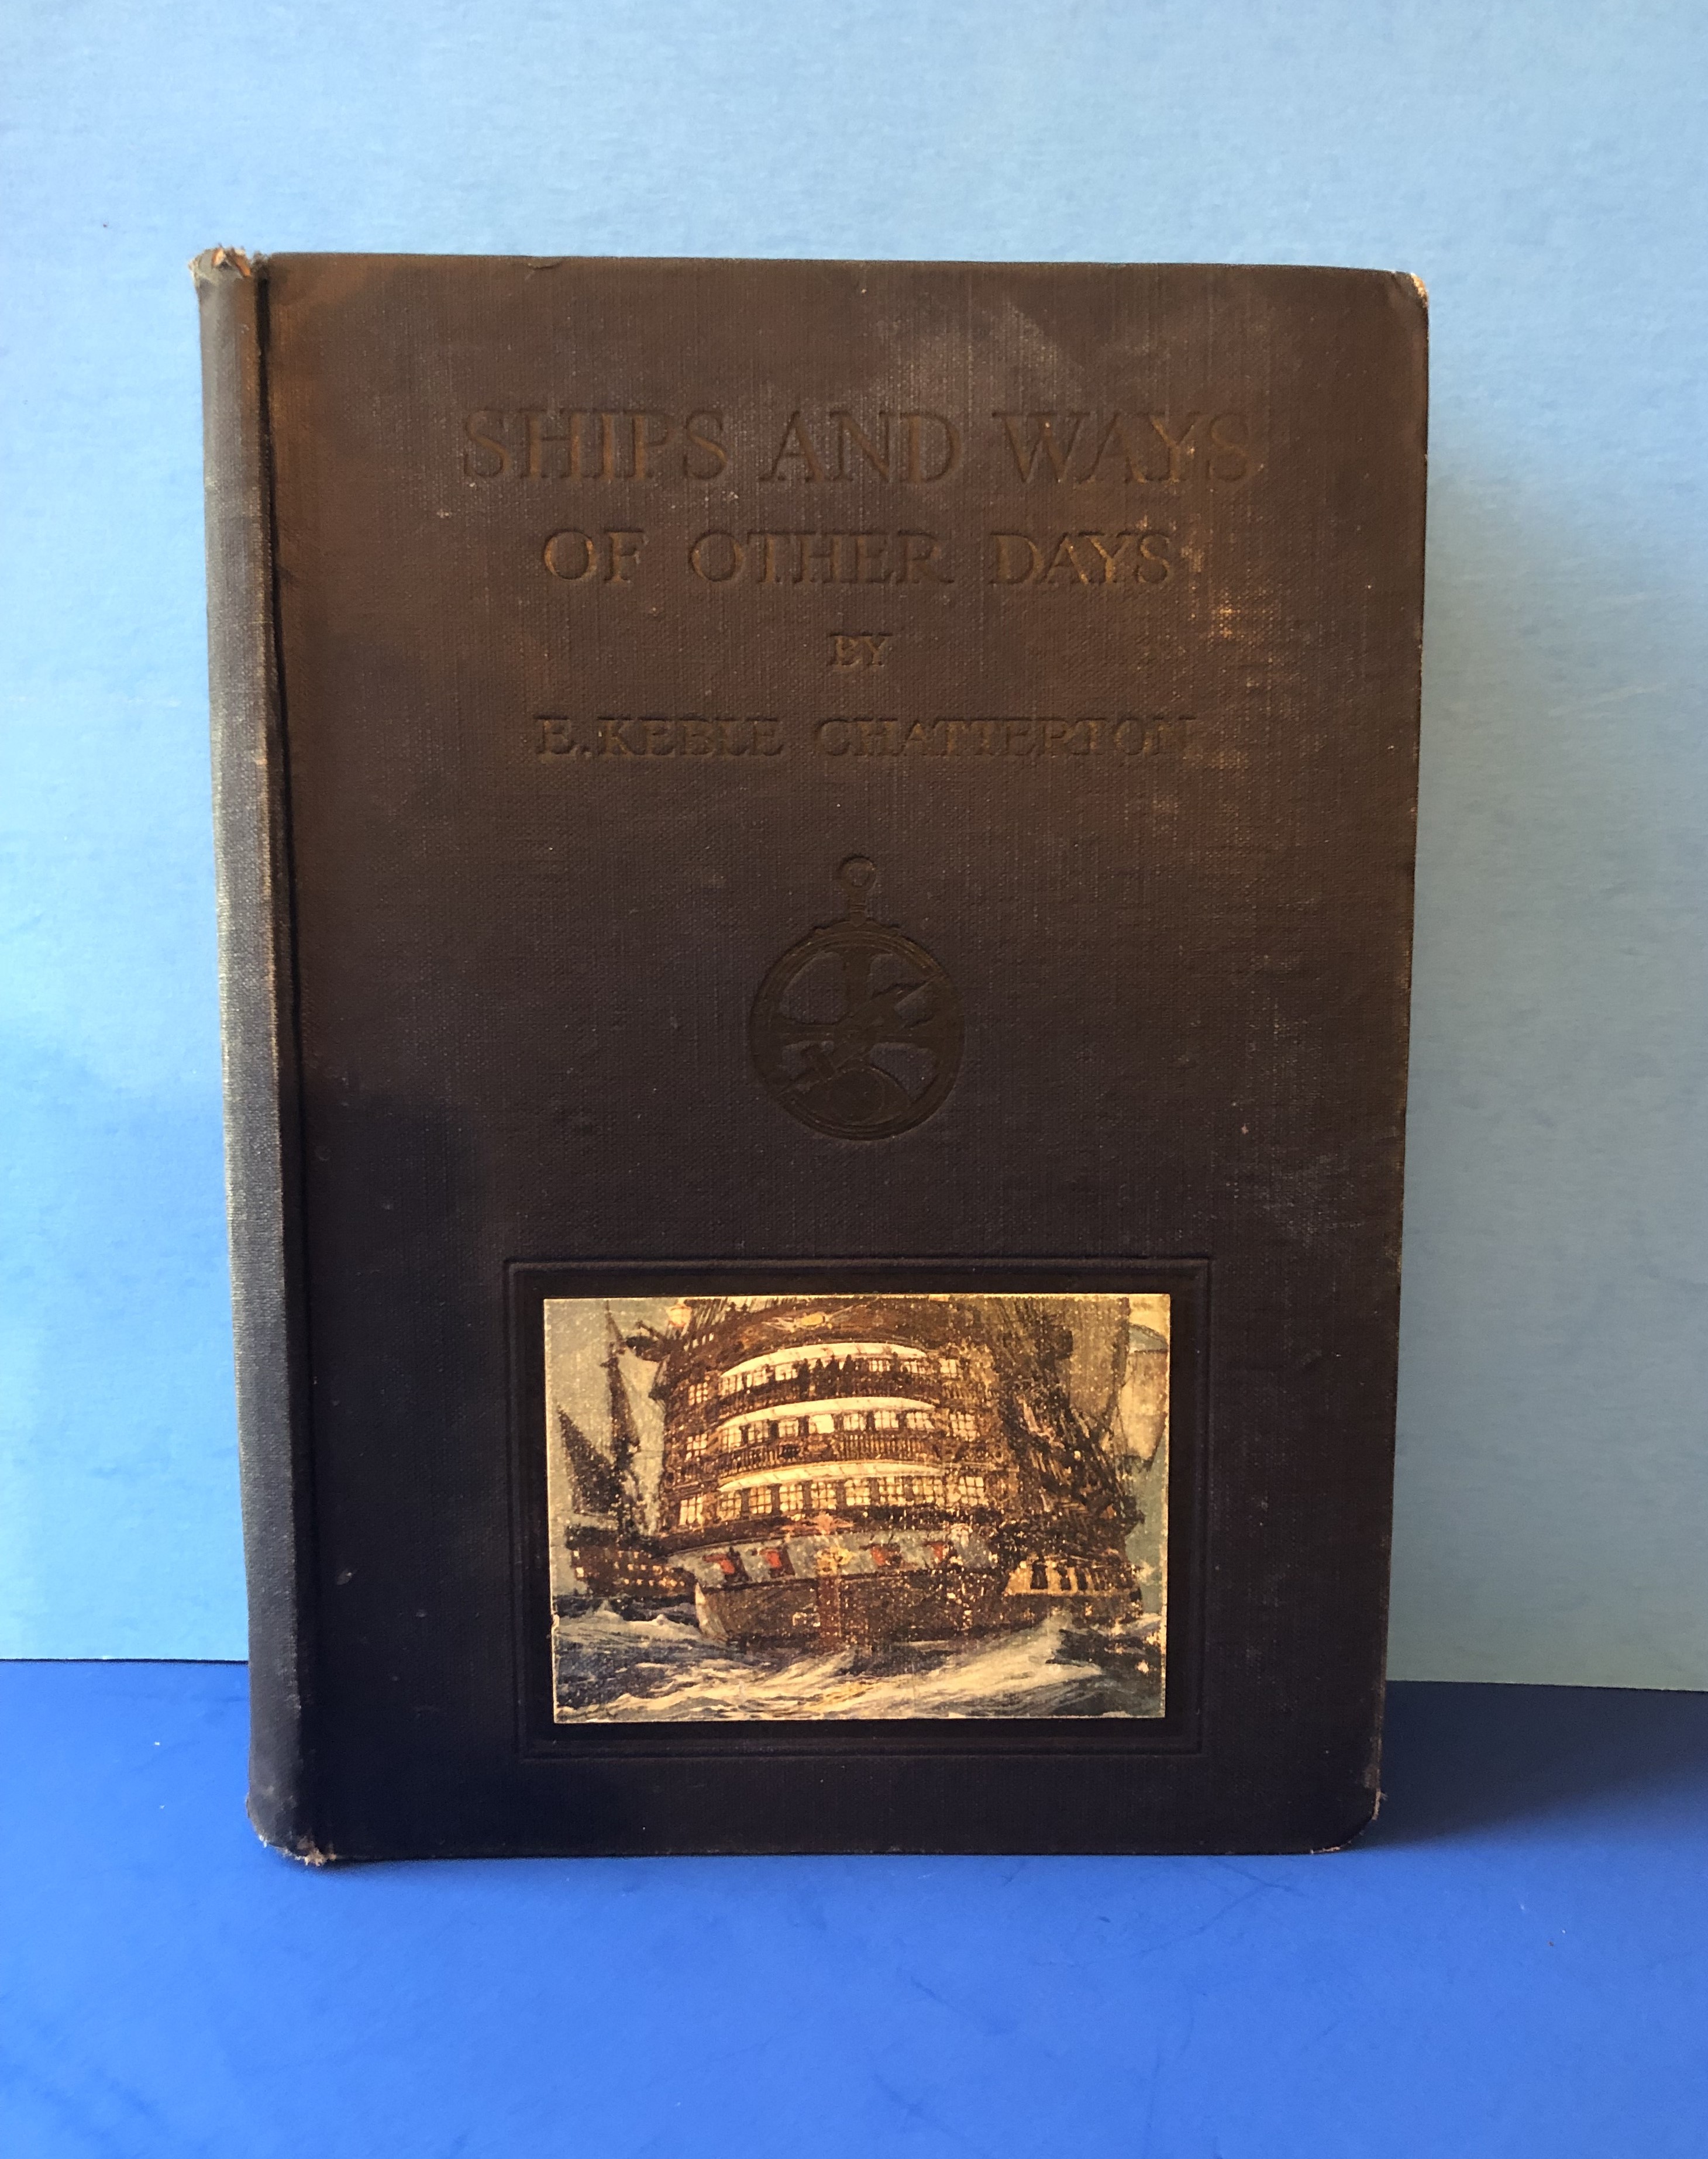 SHIPS AND WAYS
OF OTHER DAYS
BY
E. KEBLE CHATTERTON